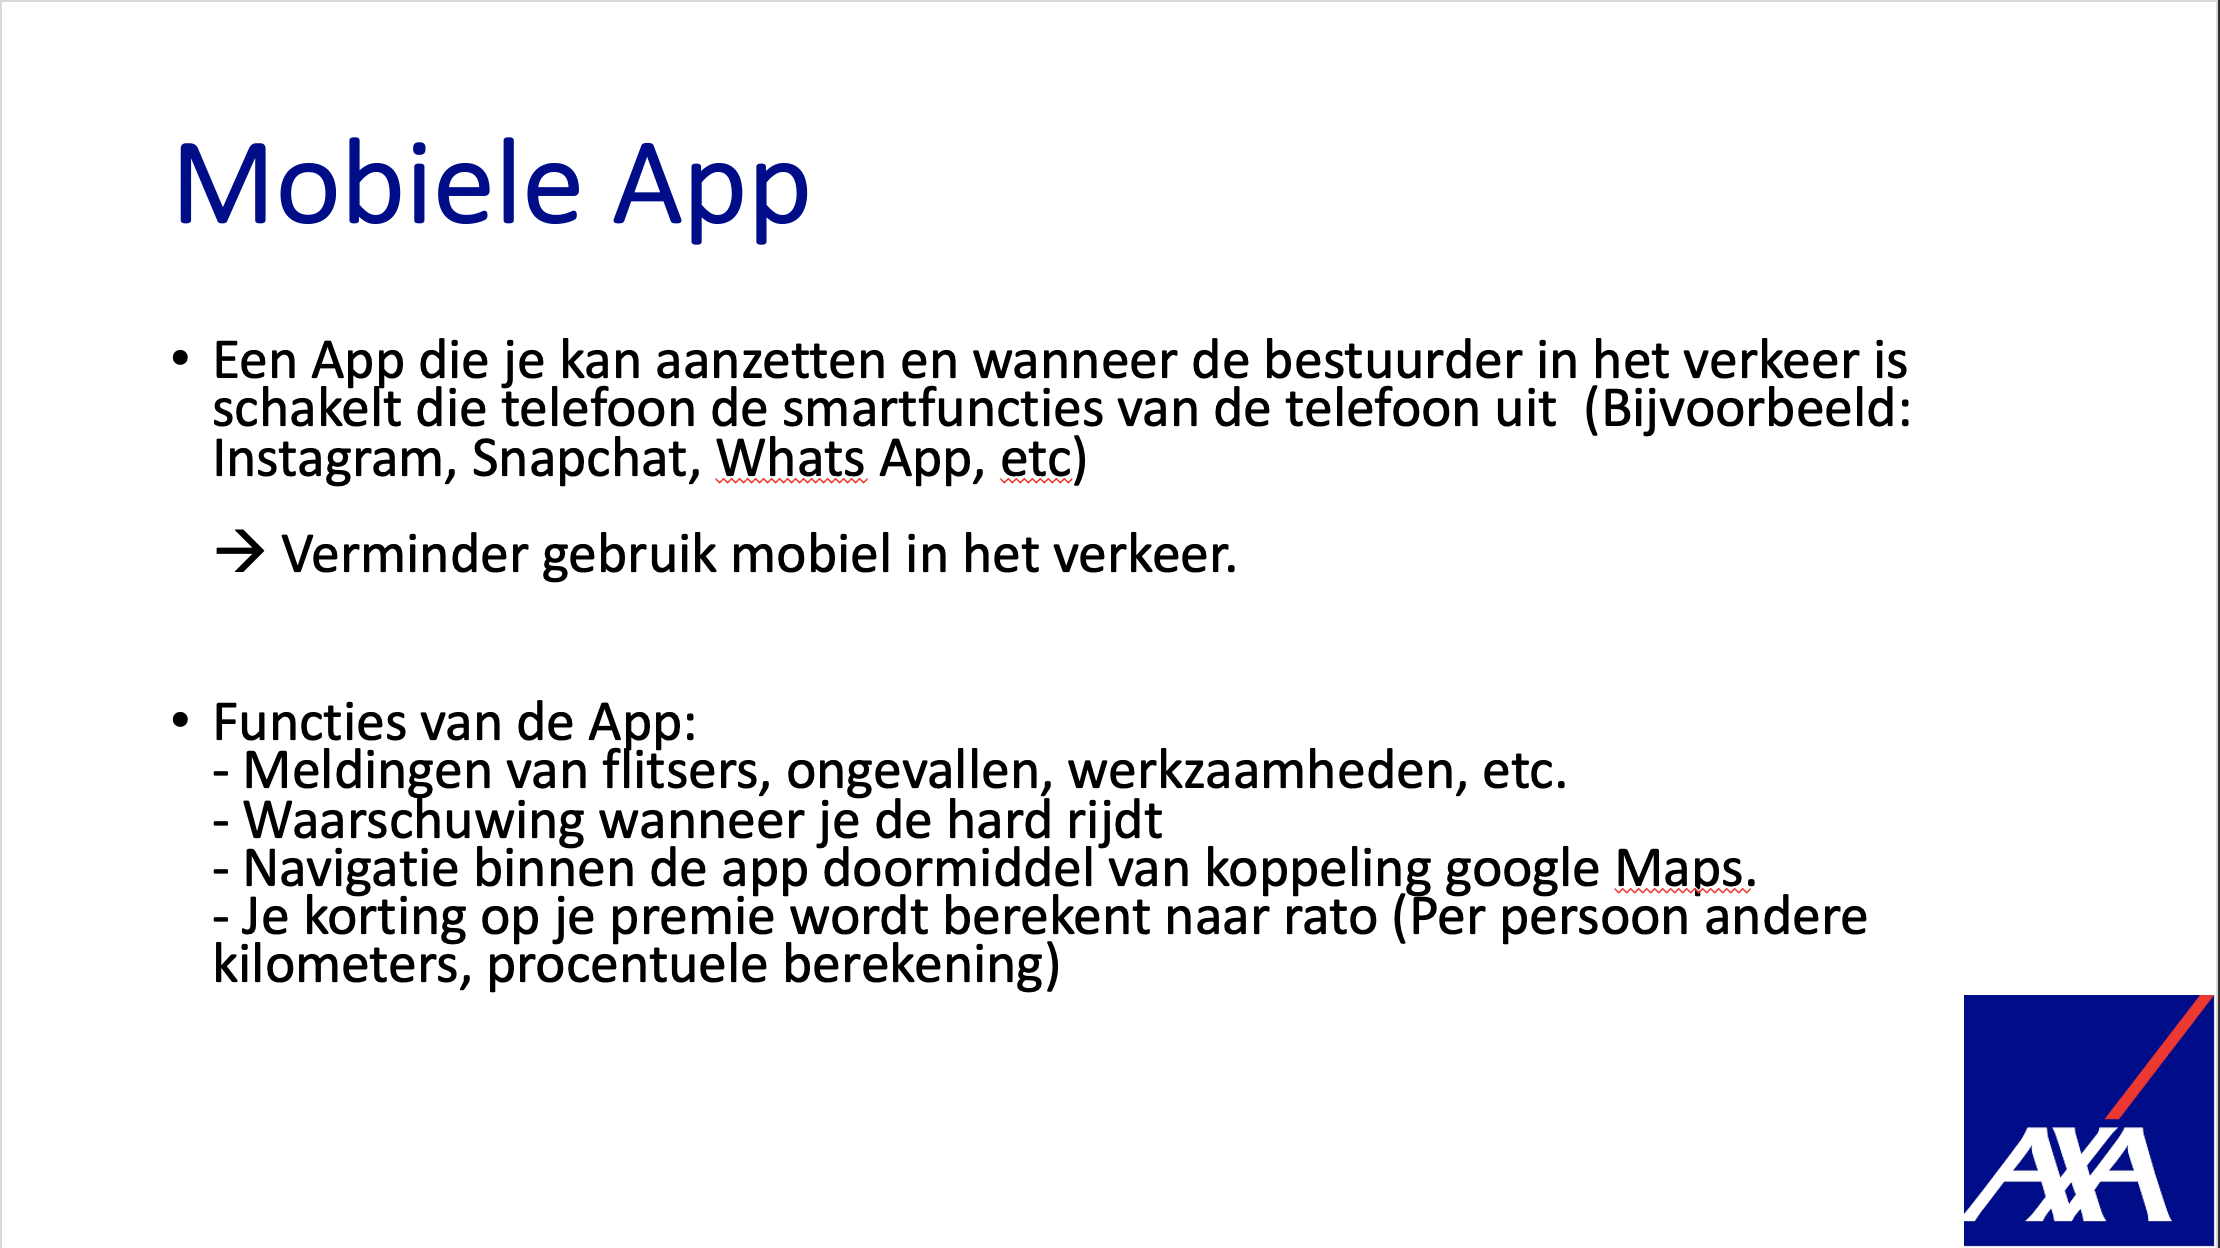 Mobiele App
• Een App die je kan aanzetten en wanneer de bestuurder in het verkeer is
schakelt die telefoon de smartfuncties van de telefoon uit  (Bijvoorbeeld:
Instagram, Snapchat, Whats App, etc)
→ Verminder gebruik mobiel in het verkeer.
• Functies van de App:
- Meldingen van flitsers, ongevallen, werkzaamheden, etc.
- Waarschuwing wanneer je de hard rijdt
- Navigatie binnen de app doormiddel van koppeling google Maps.
- Je korting op je premie wordt berekent naar rato (Per persoon andere
kilometers, procentuele berekening)
AXA